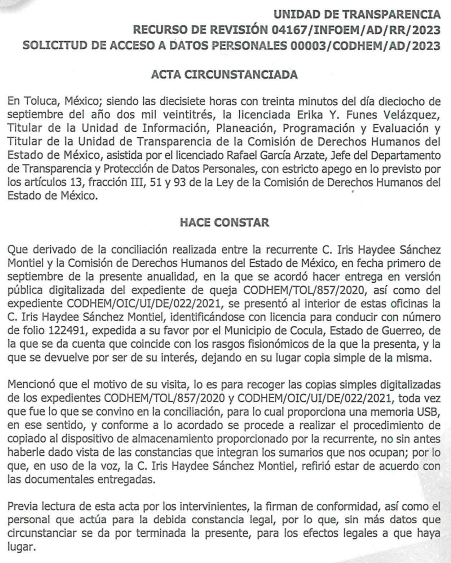 UNIDAD DE TRANSPARENCIA
RECURSO DE REVISIÓN 04167/INFOEM/AD/RR/2023
SOLICITUD DE ACCESO A DATOS PERSONALES 00003/CODHEM/AD/2023
ACTA CIRCUNSTANCIADA
En Toluca, México; siendo las diecisiete horas con treinta minutos del día dieciocho de
septiembre del año dos mil veintitrés, la licenciada Erika Y. Funes Velázquez,
Titular de la Unidad de Información, Planeación, Programación y Evaluación y
Titular de la Unidad de Transparencia de la Comisión de Derechos Humanos del
Estado de México, asistida por el licenciado Rafael García Arzate, Jefe del Departamento
de Transparencia y Protección de Datos Personales, con estricto apego en lo previsto por
los artículos 13, fracción III, 51 y 93 de la Ley de la Comisión de Derechos Humanos del
Estado de México.
HACE CONSTAR
Que derivado de la conciliación realizada entre la recurrente C. Iris Haydee Sánchez
Montiel y la Comisión de Derechos Humanos del Estado de México, en fecha primero de
septiembre de la presente anualidad, en la que se acordó hacer entrega en versión
pública digitalizada del expediente de queja CODHEM/TOL/857/2020, así como del
expediente CODHEM/OIC/UI/DE/022/2021, se presentó al interior de estas oficinas la
C. Iris Haydee Sánchez Montiel, identificándose con licencia para conducir con número
de folio 122491, expedida a su favor por el Municipio de Cocula, Estado de Guerreo, de
la que se da cuenta que coincide con los rasgos fisionómicos de la que la presenta, y la
que se devuelve por ser de su interés, dejando en su lugar copia simple de la misma.
Mencionó que el motivo de su visita, lo es para recoger las copias simples digitalizadas
de los expedientes CODHEM/TOL/857/2020 y CODHEM/OIC/UI/DE/022/2021, toda vez
que fue lo que se convino en la conciliación, para lo cual proporciona una memoria USB,
en ese sentido, y conforme a lo acordado se procede a realizar el procedimiento de
copiado al dispositivo de almacenamiento proporcionado por la recurrente, no sin antes
haberle dado vista de las constancias que integran los sumarios que nos ocupan; por lo
que, en uso de la voz, la C. Iris Haydee Sánchez Montiel, refirió estar de acuerdo con
las documentales entregadas.
Previa lectura de esta acta por los intervinientes, la firman de conformidad, así como el
personal que actúa para la debida constancia legal, por lo que, sin más datos que
circunstanciar se da por terminada la presente, para los efectos legales a que haya
lugar.